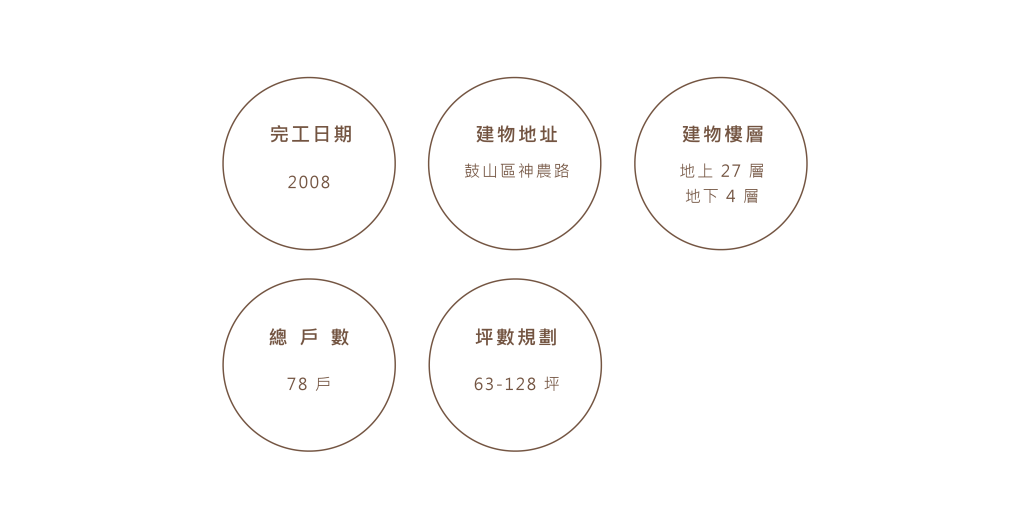 完工日期
2008
建物地址
鼓山區神農路
建物樓層
地上 27 層
地下 4 層
總 戶 數
78 戶
坪數規劃
63-128 坪